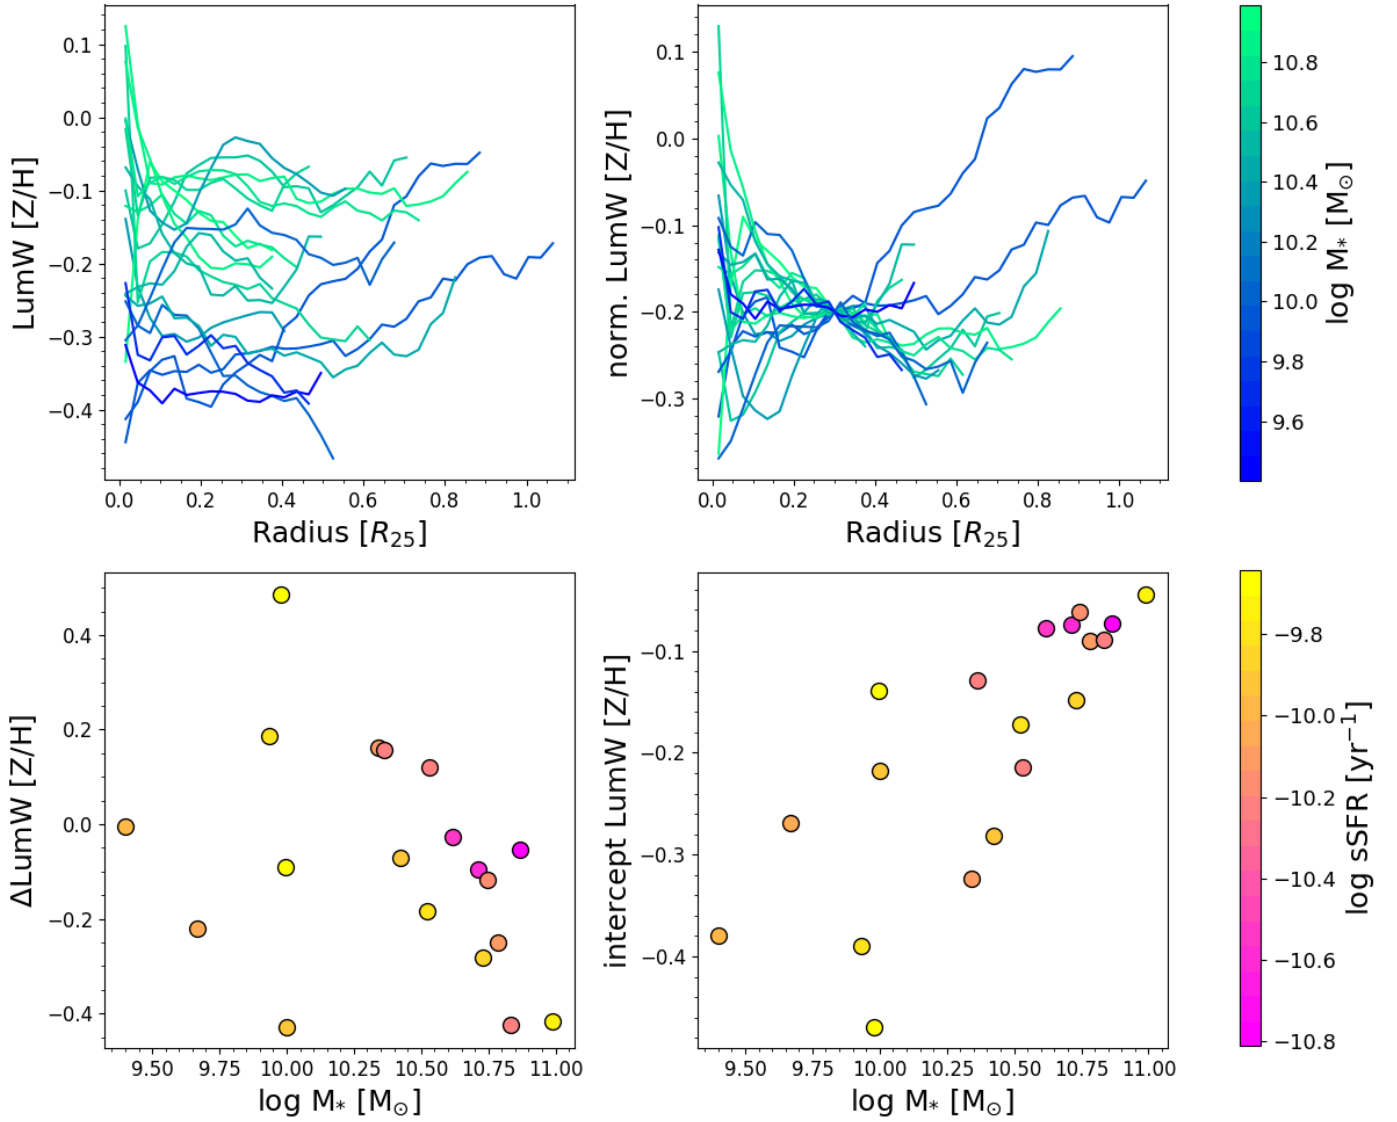 0.1
0.0
−0.1
−0.2
−0.3
−0.4
LumW [Z/H]
0.0 0.2 0.4 0.6 0.8 1.0
Radius [R₂₅]
0.1
0.0
−0.1
−0.2
−0.3
norm. LumW [Z/H]
0.0 0.2 0.4 0.6 0.8 1.0
Radius [R₂₅]
10.8
10.6
10.4
10.2
10.0
9.8
9.6
log M* [M⊙]
0.4
0.2
0.0
−0.2
−0.4
ΔLumW [Z/H]
9.50 9.75 10.00 10.25 10.50 10.75 11.00
log M* [M⊙]
−0.1
−0.2
−0.3
−0.4
intercept LumW [Z/H]
9.50 9.75 10.00 10.25 10.50 10.75 11.00
log M* [M⊙]
−9.8
−10.0
−10.2
−10.4
−10.6
−10.8
log sSFR [yr⁻¹]